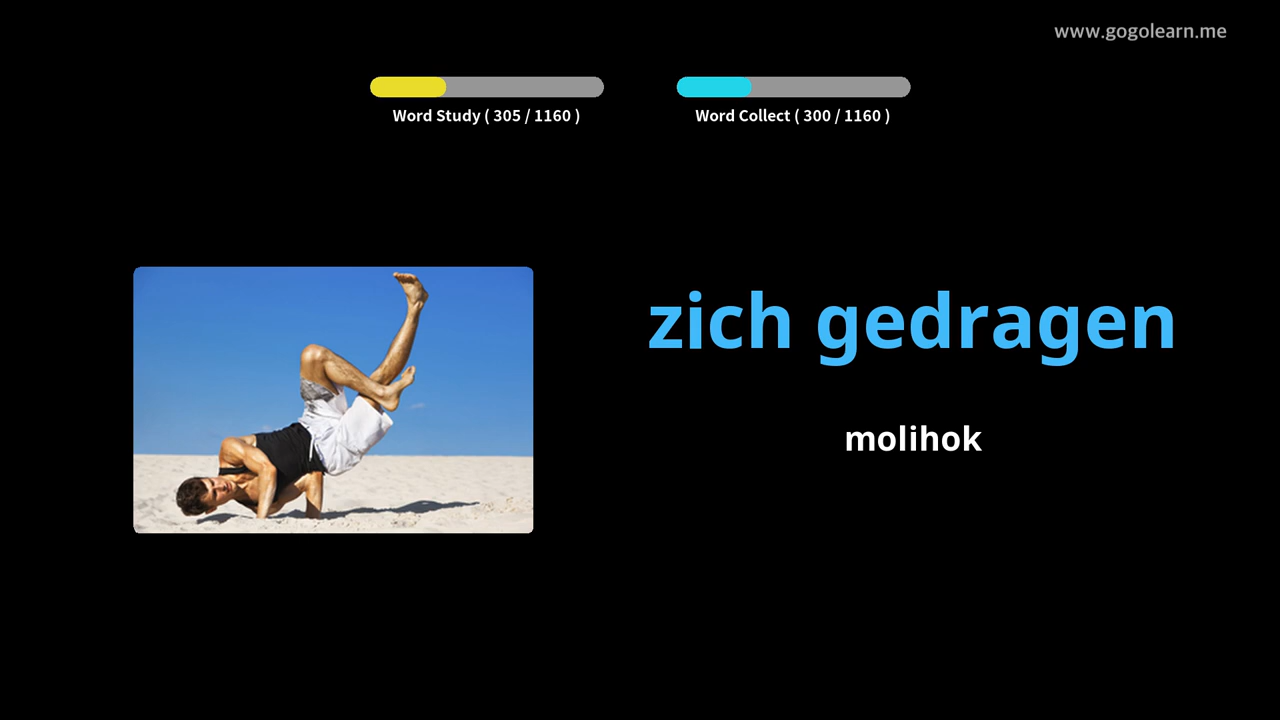 www.gogolearn.me
Word Study ( 305 / 1160 )
Word Collect ( 300 / 1160 )
zich gedragen
molihok